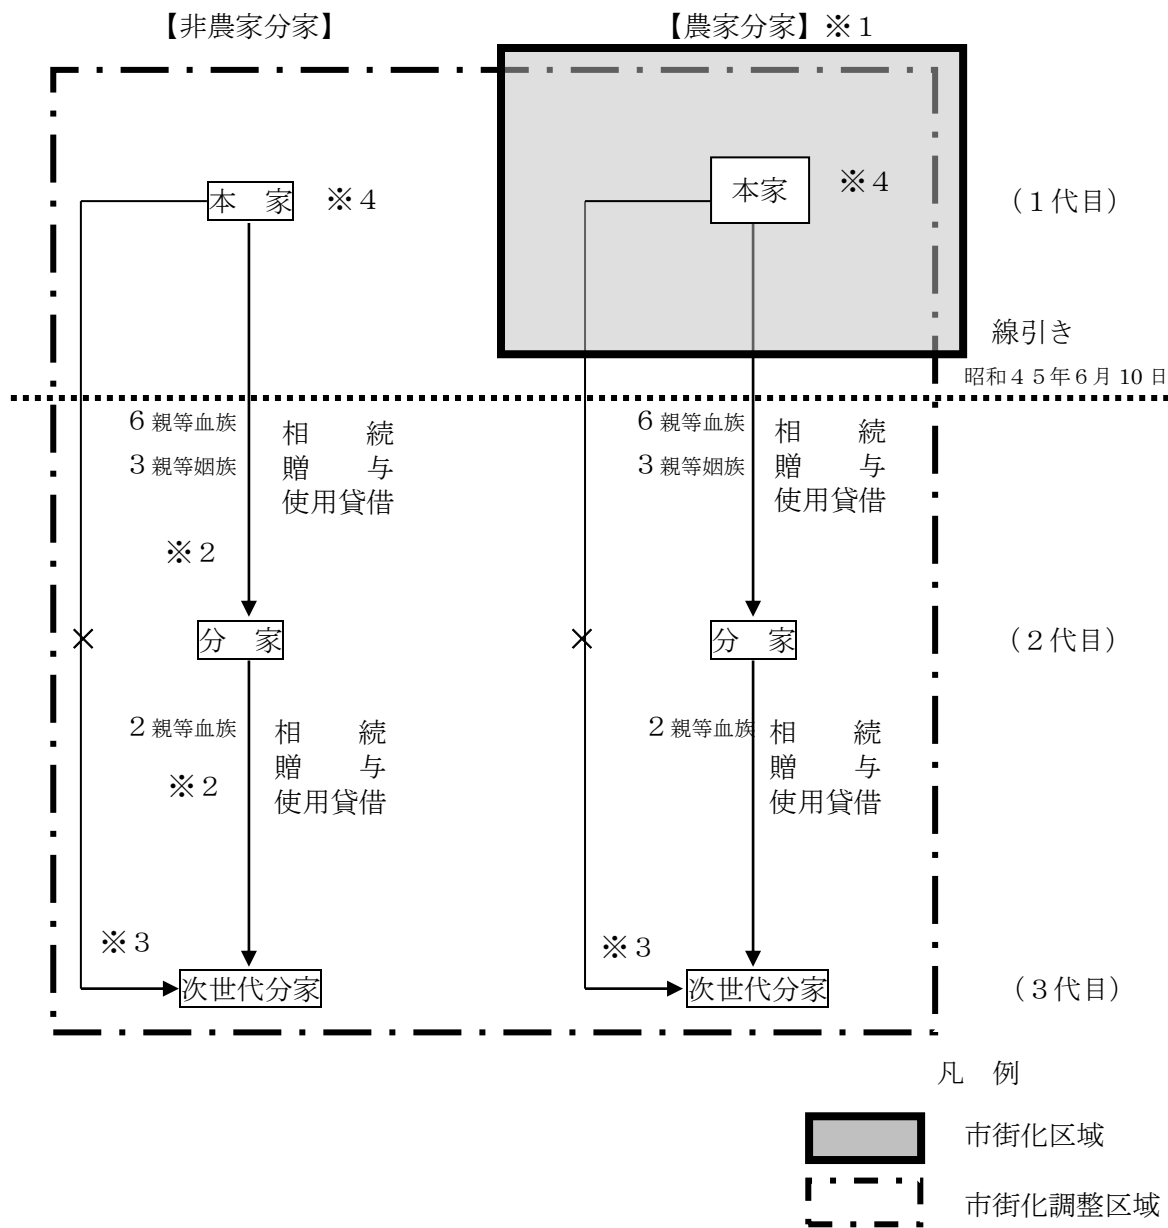 【非農家分家】
【農家分家】※１
本　家
※４
本家
※４
（１代目）
線引き
昭和４５年６月 10 日
６親等血族
３親等姻族
相　　続
贈　　与
使用貸借
※２
６親等血族
３親等姻族
相　　続
贈　　与
使用貸借
×
分　家
×
分　家
（２代目）
２親等血族
※２
相　　続
贈　　与
使用貸借
２親等血族
相　　続
贈　　与
使用貸借
※３
※３
次世代分家
次世代分家
（３代目）
凡　例
市街化区域
市街化調整区域